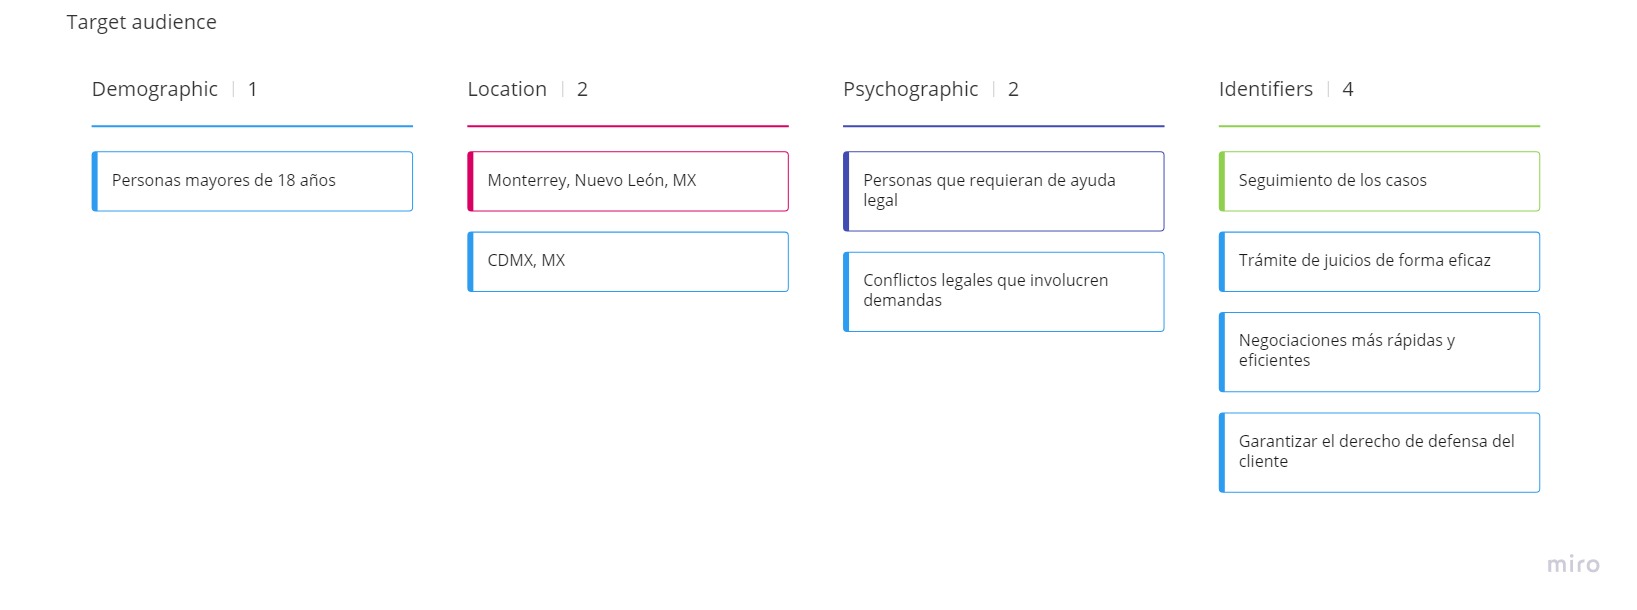 Target audience
Demographic | 1
Personas mayores de 18 años
Location | 2
Monterrey, Nuevo León, MX
CDMX, MX
Psychographic | 2
Personas que requieran de ayuda
legal
Conflictos legales que involucren
demandas
Identifiers | 4
Seguimiento de los casos
Trámite de juicios de forma eficaz
Negociaciones más rápidas y
eficientes
Garantizar el derecho de defensa del
cliente
miro